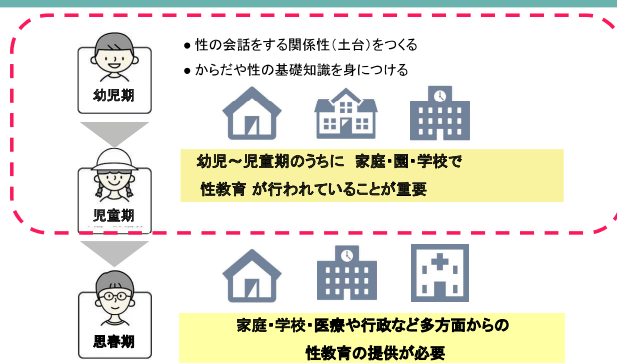 ● 性の会話をする関係性（土台）をつくる
● からだや性の基礎知識を身につける
幼児期
幼児～児童期のうちに 家庭・園・学校で
性教育 が行われていることが重要
児童期
家庭・学校・医療や行政など多方面からの
性教育の提供が必要
思春期